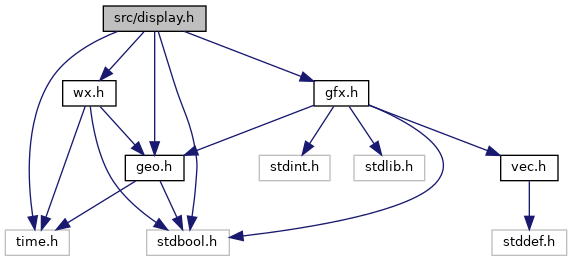 src/display.h
wx.h
gfx.h
geo.h
stdint.h
stdlib.h
vec.h
time.h
stdbool.h
stddef.h